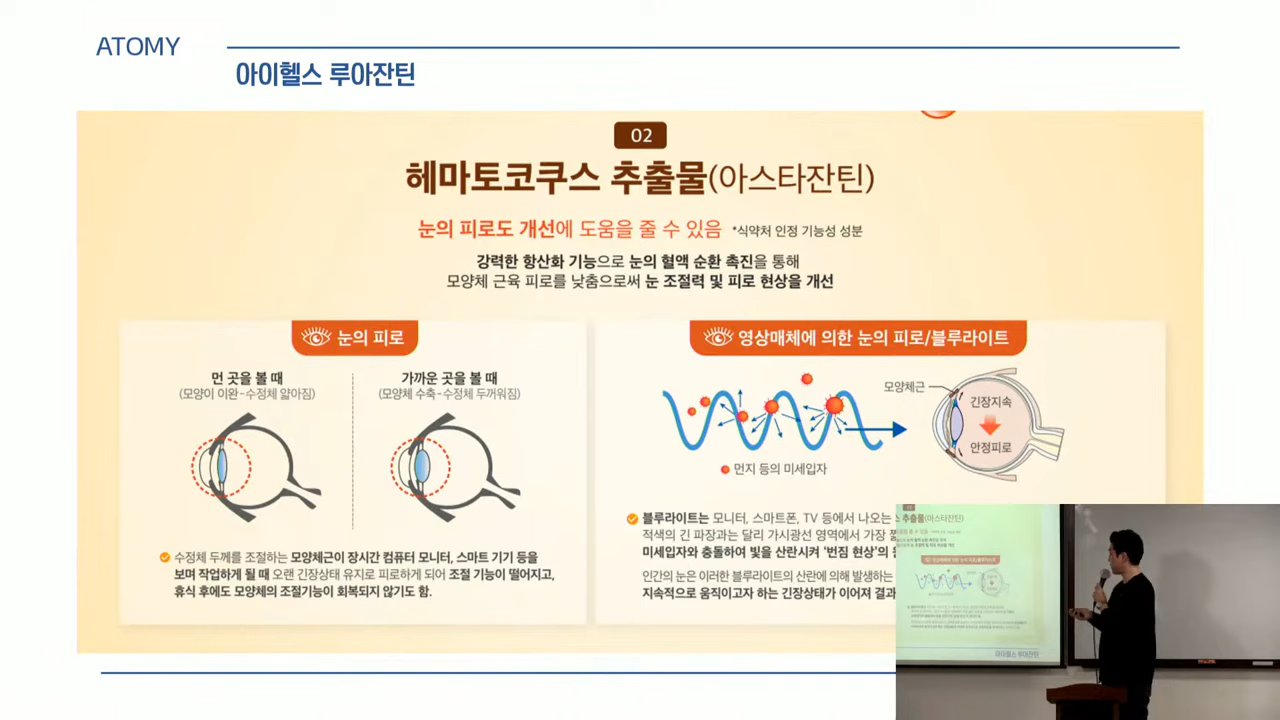 ATOMY
아이헬스 루아잔틴
02
헤마토코쿠스 추출물(아스타잔틴)
눈의 피로도 개선에 도움을 줄 수 있음 *식약처 인정 기능성 성분
강력한 항산화 기능으로 눈의 혈액 순환 촉진을 통해
모양체 근육 피로를 낮춤으로써 눈 조절력 및 피로 현상을 개선
눈의 피로
먼 곳을 볼 때
(모양이 이완-수정체 얇아짐)
가까운 곳을 볼 때
(모양체 수축-수정체 두꺼워짐)
수정체 두께를 조절하는 모양체근이 장시간 컴퓨터 모니터, 스마트 기기 등을
보며 작업하게 될 때 오랜 긴장상태 유지로 피로하게 되어 조절 기능이 떨어지고,
휴식 후에도 모양체의 조절기능이 회복되지 않기도 함.
영상매체에 의한 눈의 피로/블루라이트
모양체근
긴장지속
안정피로
먼지 등의 미세입자
블루라이트는 모니터, 스마트폰, TV 등에서 나오는
적색의 긴 파장과는 달리 가시광선 영역에서 가장
미세입자와 충돌하여 빛을 산란시켜 '번짐 현상'의
인간의 눈은 이러한 블루라이트의 산란에 의해 발생하는
지속적으로 움직이고자 하는 긴장상태가 이어져 결과
추출물(아스타잔틴)
아이헬스 루아잔틴